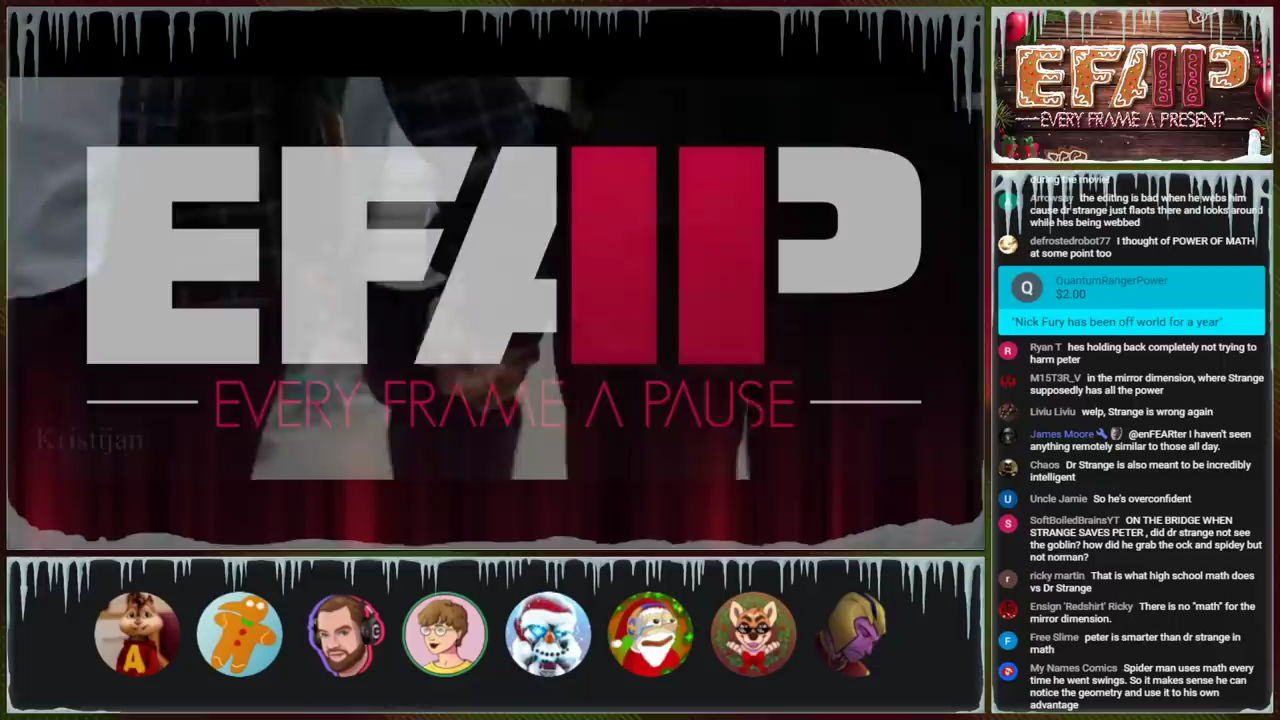 EFAIIP
EVERY FRAME A PAUSE
Kristijan
EFAIIP
EVERY FRAME A PRESENT
during the movie!
Arrowsay the editing is bad when he webs him
cause dr strange just flaots there and looks around
while hes being webbed
defrostedrobot77 I thought of POWER OF MATH
at some point too
Q
QuantumRangerPower
$2.00
"Nick Fury has been off world for a year"
R
Ryan T hes holding back completely not trying to
harm peter
M15T3R_V in the mirror dimension, where Strange
supposedly has all the power
Liviu Liviu welp, Strange is wrong again
James Moore @enFEARter I haven't seen
anything remotely similar to those all day.
Chaos Dr Strange is also meant to be incredibly
intelligent
U
Uncle Jamie So he's overconfident
S
SoftBoiledBrainsYT ON THE BRIDGE WHEN
STRANGE SAVES PETER , did dr strange not see
the goblin? how did he grab the ock and spidey but
not norman?
r
ricky martin That is what high school math does
vs Dr Strange
Ensign 'Redshirt' Ricky There is no "math" for the
mirror dimension.
F
Free Slime peter is smarter than dr strange in
math
My Names Comics Spider man uses math every
time he went swings. So it makes sense he can
notice the geometry and use it to his own
advantage
A
G